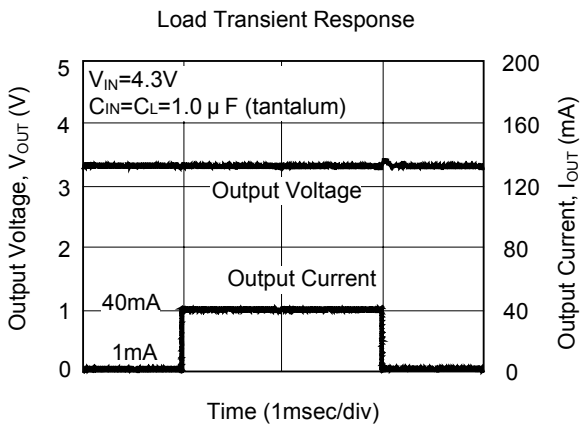 Load Transient Response
Output Voltage, VOUT (V)
5
4
3
2
1
0
VIN=4.3V
CIN=CL=1.0 μ F (tantalum)
Output Voltage
Output Current
40mA
1mA
200
160
120
80
40
0
Output Current, IOUT (mA)
Time (1msec/div)